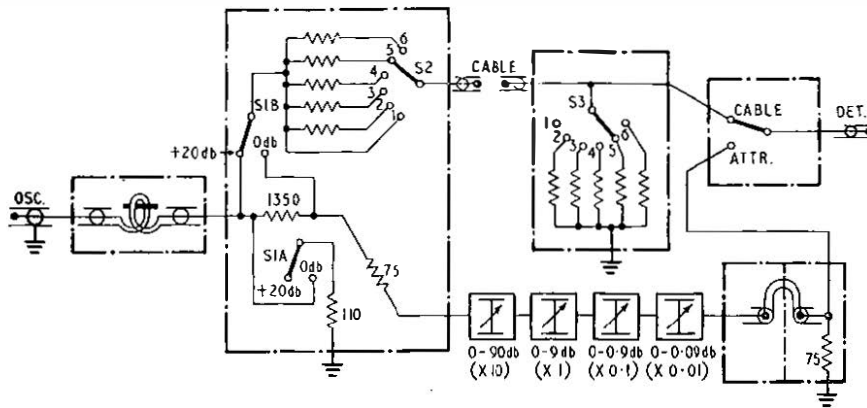 6
5
4
3
2
1
S2
CABLE
S1B
+20db
0db
S3
1
2
3
4
5
6
CABLE
ATTR.
DET.
OSC.
1350
S1A
0db
+20db
110
75
0-90db
(X10)
0-9db
(X1)
0-0.9db
(X0.1)
0-0.09db
(X0.01)
75